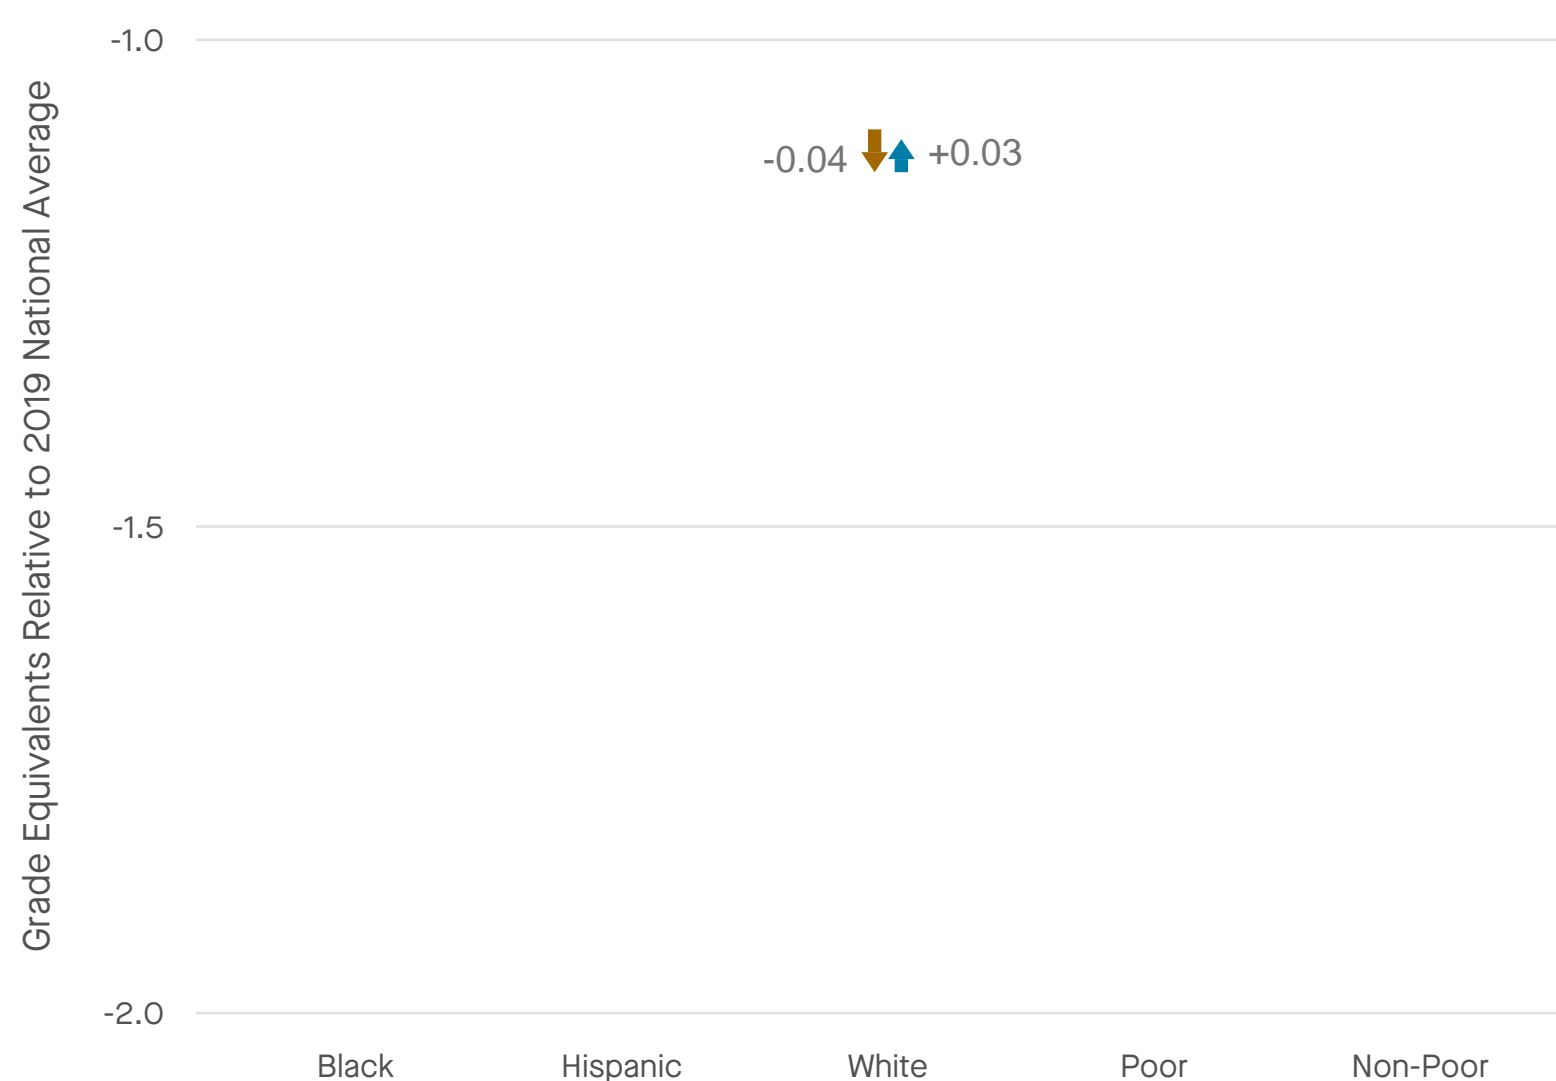 Grade Equivalents Relative to 2019 National Average
-1.0
-0.04 +0.03
-1.5
-2.0
Black Hispanic White Poor Non-Poor